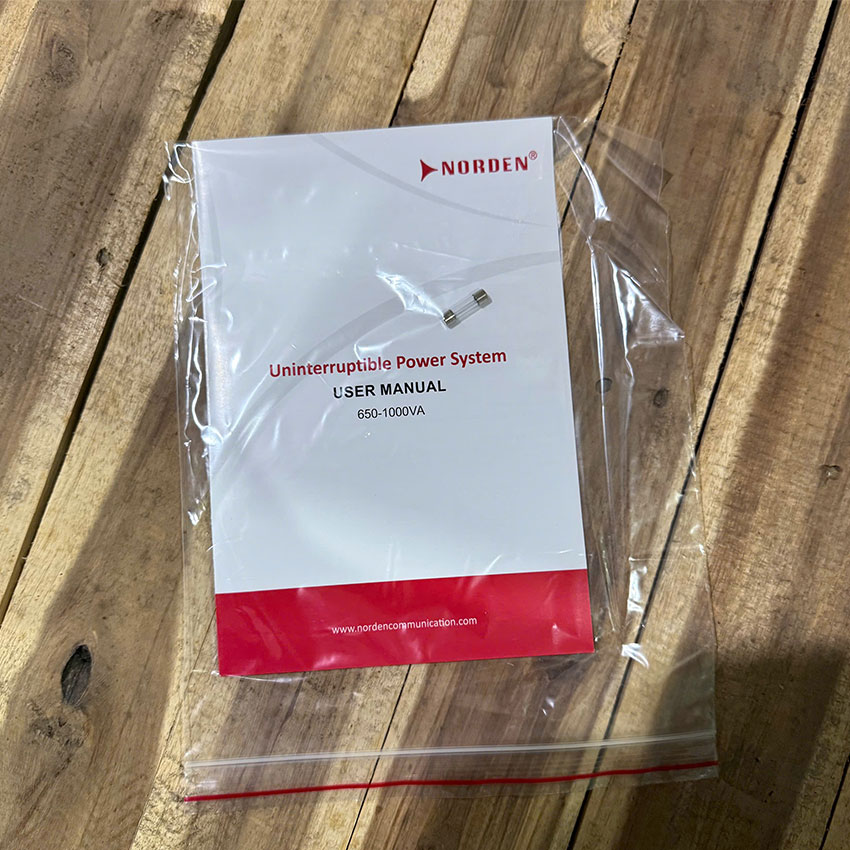 NORDEN®
Uninterruptible Power System
USER MANUAL
650-1000VA
www.nordencommunication.com